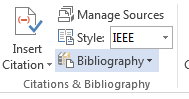 Insert
Citation
Manage Sources
Style: IEEE
Bibliography
Citations & Bibliography